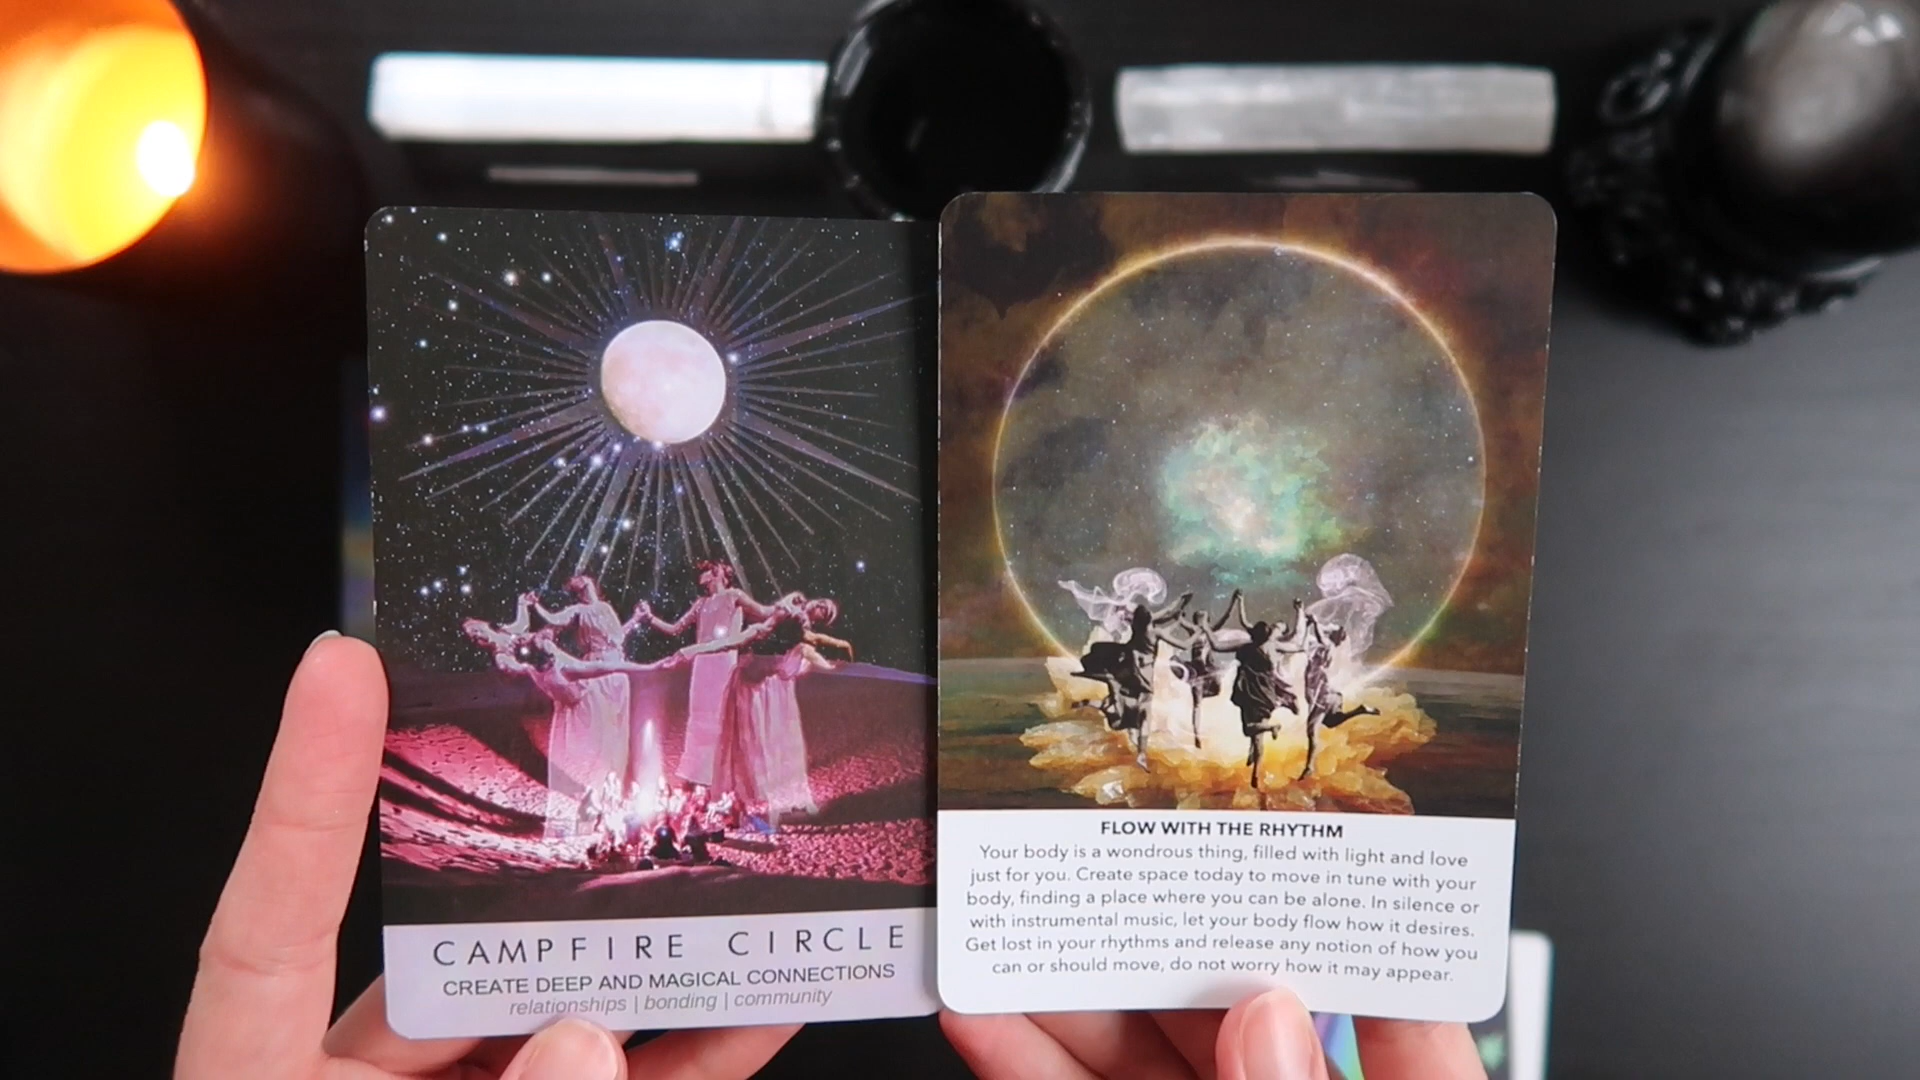 CAMPFIRE CIRCLE
CREATE DEEP AND MAGICAL CONNECTIONS
relationships | bonding | community
FLOW WITH THE RHYTHM
Your body is a wondrous thing, filled with light and love
just for you. Create space today to move in tune with your
body, finding a place where you can be alone. In silence or
with instrumental music, let your body flow how it desires.
Get lost in your rhythms and release any notion of how you
can or should move, do not worry how it may appear.